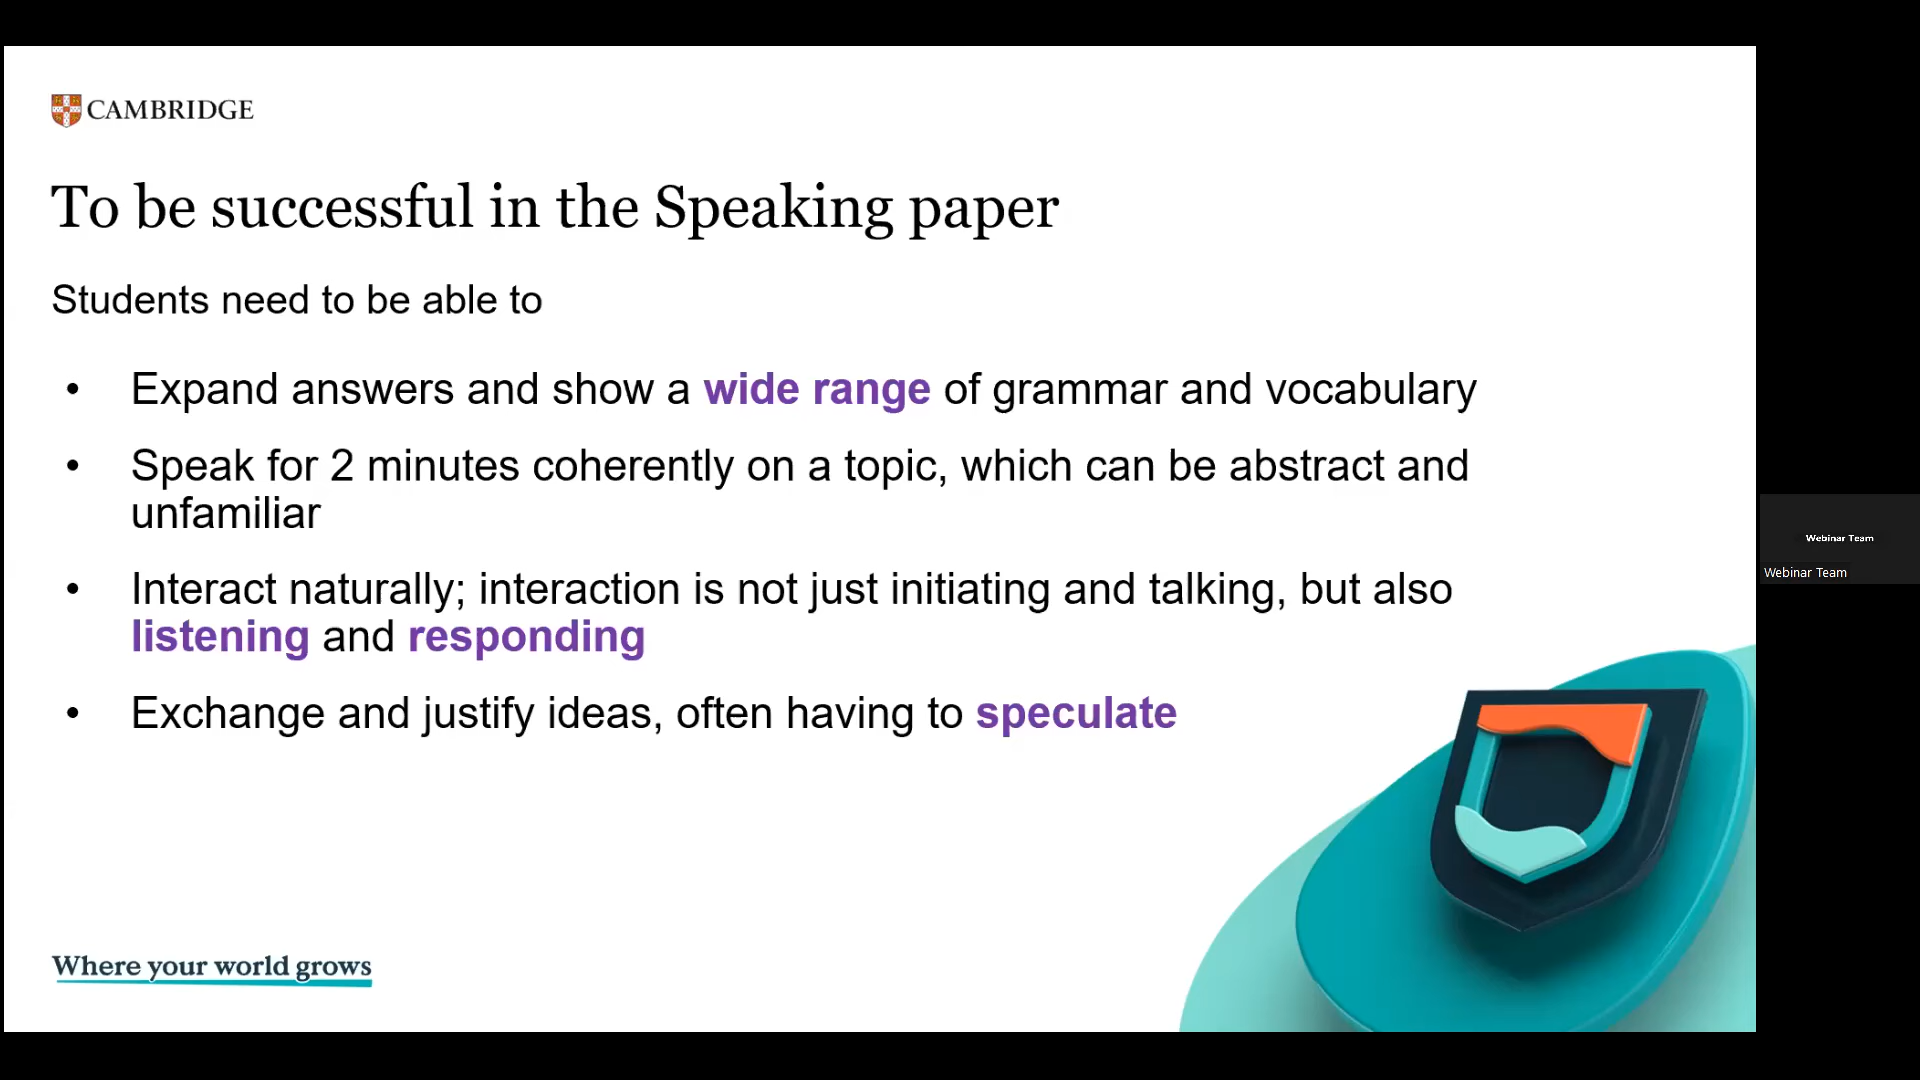 CAMBRIDGE
To be successful in the Speaking paper
Students need to be able to
• Expand answers and show a wide range of grammar and vocabulary
• Speak for 2 minutes coherently on a topic, which can be abstract and
unfamiliar
• Interact naturally; interaction is not just initiating and talking, but also
listening and responding
• Exchange and justify ideas, often having to speculate
Where your world grows
Webinar Team
Webinar Team